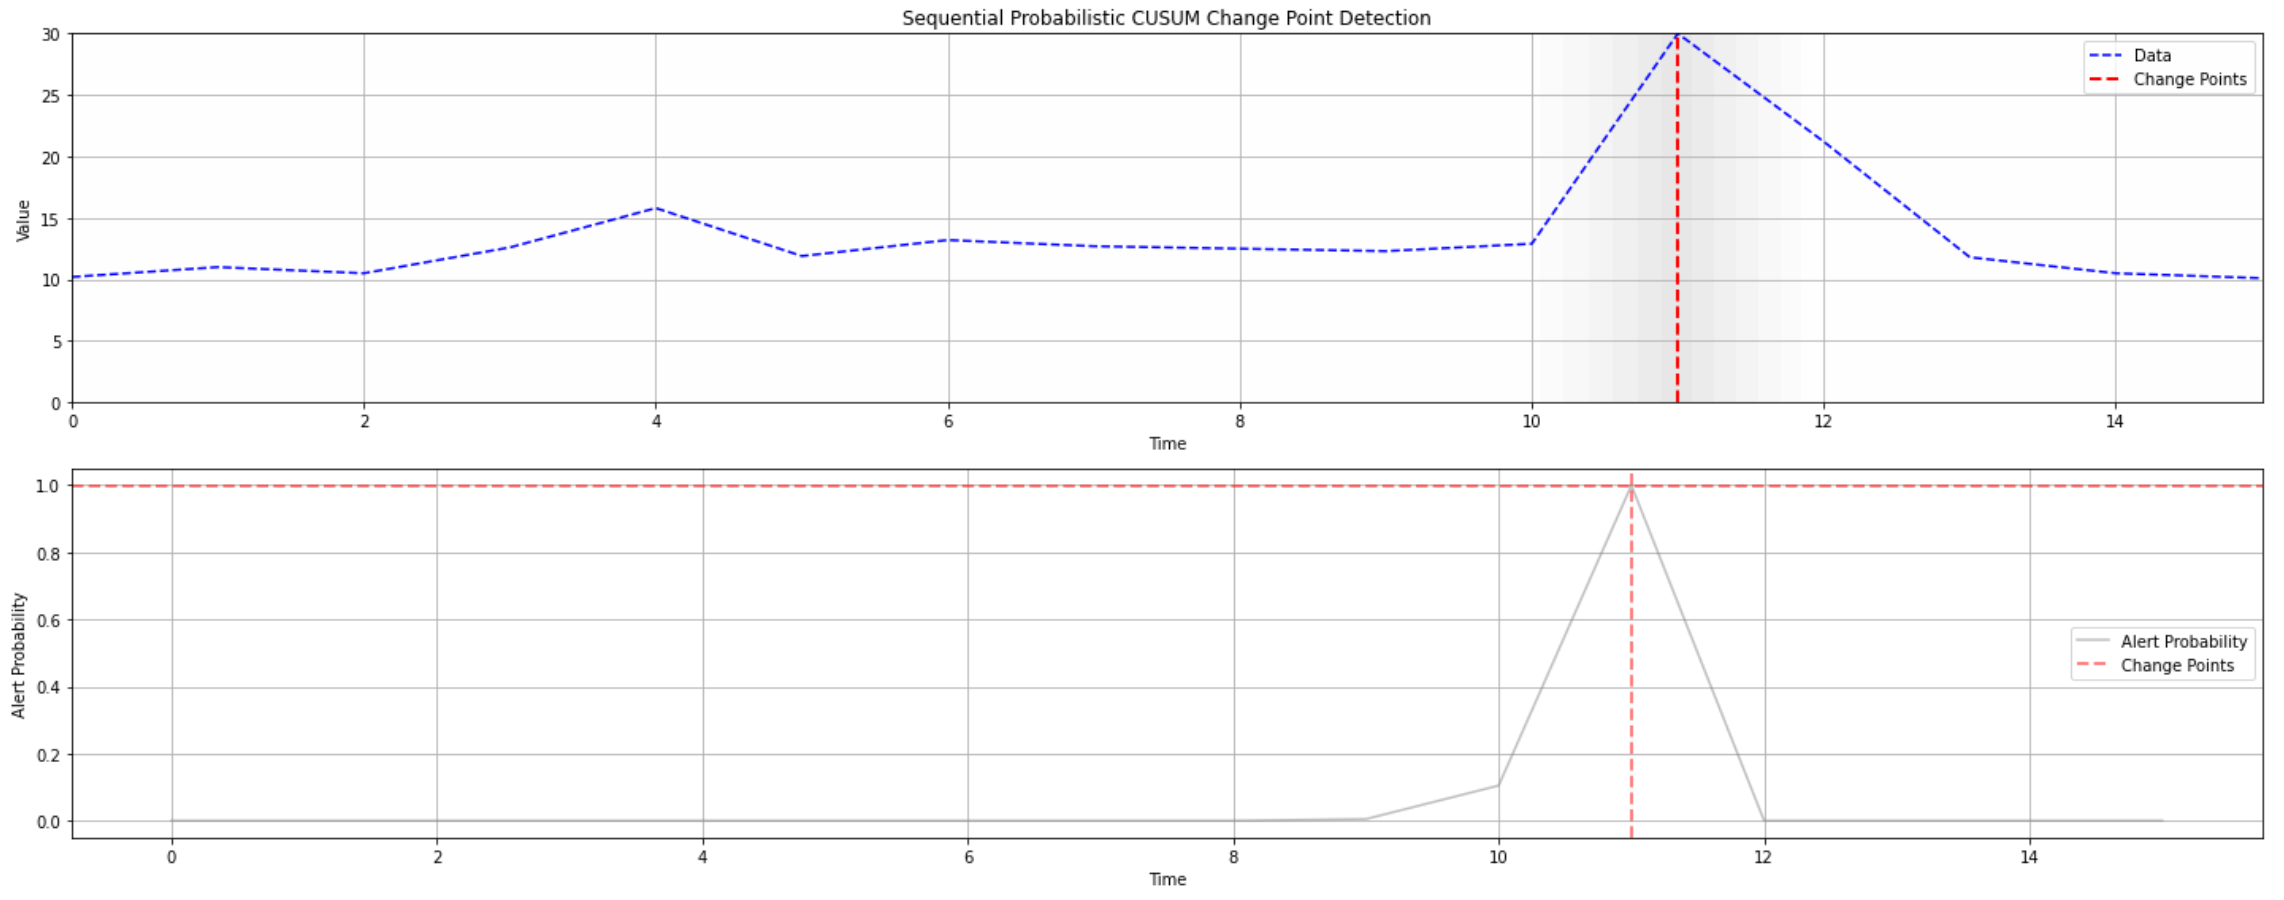 Sequential Probabilistic CUSUM Change Point Detection
30
25
20
15
10
5
0
Value
Data
Change Points
0 2 4 6 8 10 12 14
Time
1.0
0.8
0.6
0.4
0.2
0.0
Alert Probability
Alert Probability
Change Points
0 2 4 6 8 10 12 14
Time